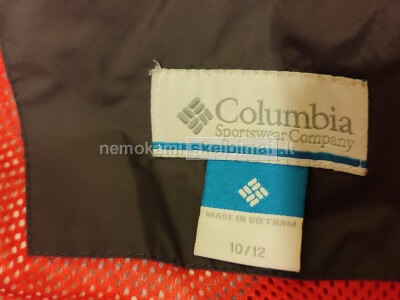 Columbia
Sportswear Company
nemokami.skelbimai.lt
MADE IN VIETNAM
10/12